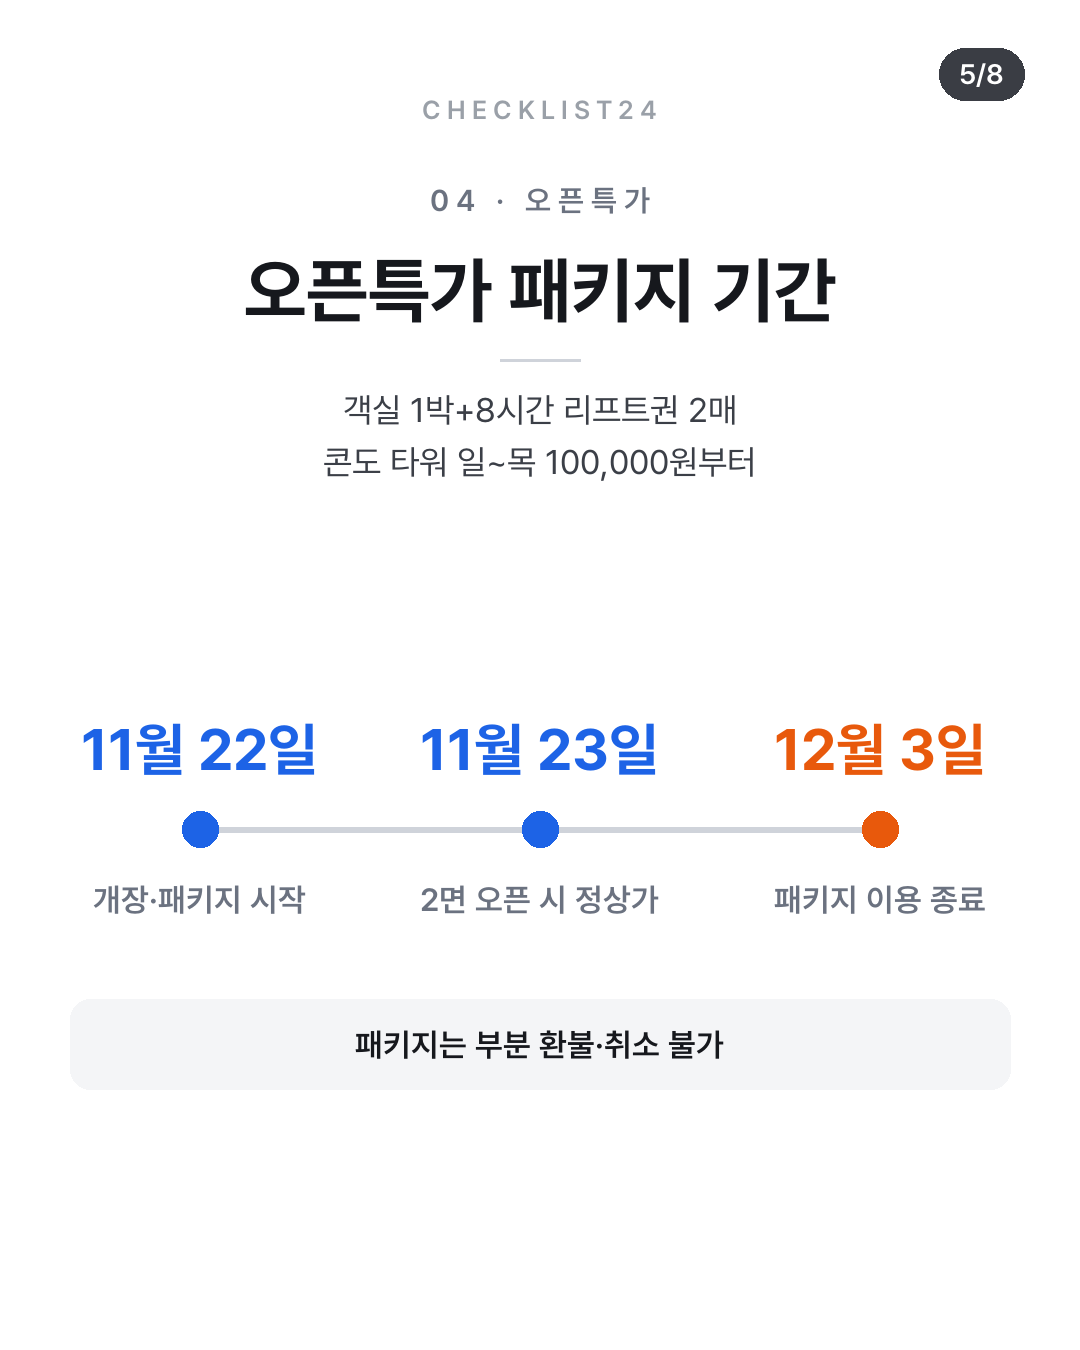 5/8
CHECKLIST24
04 · 오픈특가
오픈특가 패키지 기간
객실 1박+8시간 리프트권 2매
콘도 타워 일~목 100,000원부터
11월 22일
11월 23일
12월 3일
개장·패키지 시작
2면 오픈 시 정상가
패키지 이용 종료
패키지는 부분 환불·취소 불가